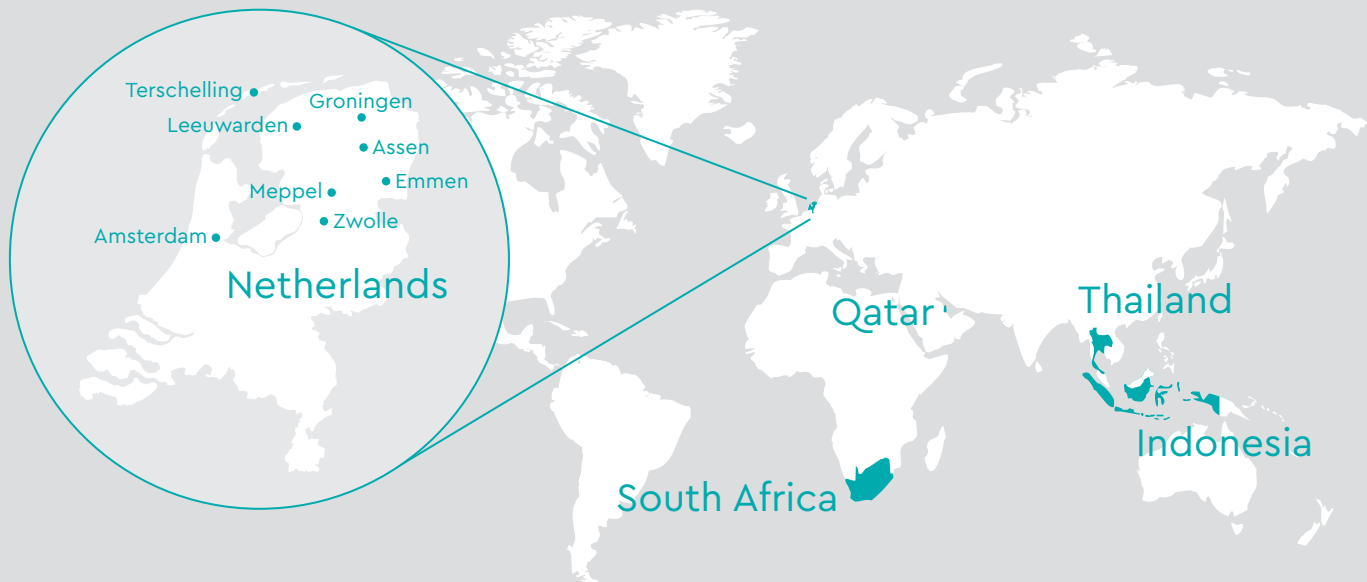 Terschelling
Groningen
Leeuwarden
Assen
Emmen
Meppel
Zwolle
Amsterdam
Netherlands
Qatar
Thailand
Indonesia
South Africa